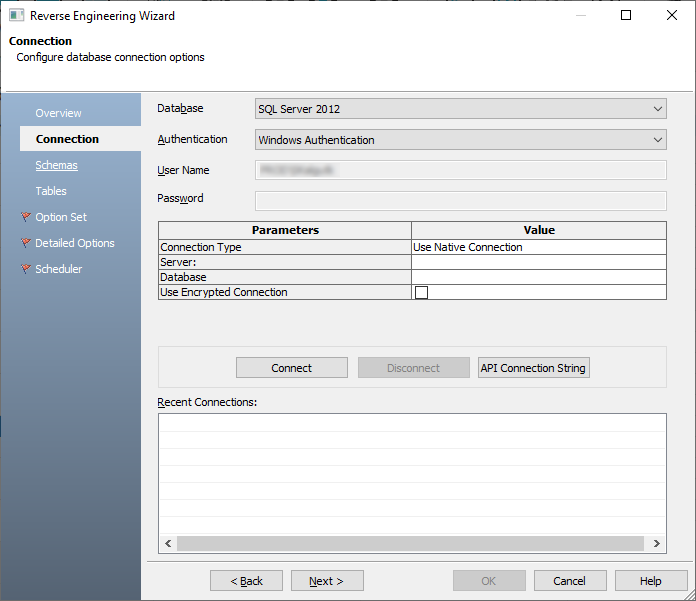 Reverse Engineering Wizard
Connection
Configure database connection options
Overview
Connection
Schemas
Tables
Option Set
Detailed Options
Scheduler
Database SQL Server 2012
Authentication Windows Authentication
User Name
Password
Parameters Value
Connection Type Use Native Connection
Server:
Database
Use Encrypted Connection
Connect Disconnect API Connection String
Recent Connections:
< Back Next > OK Cancel Help